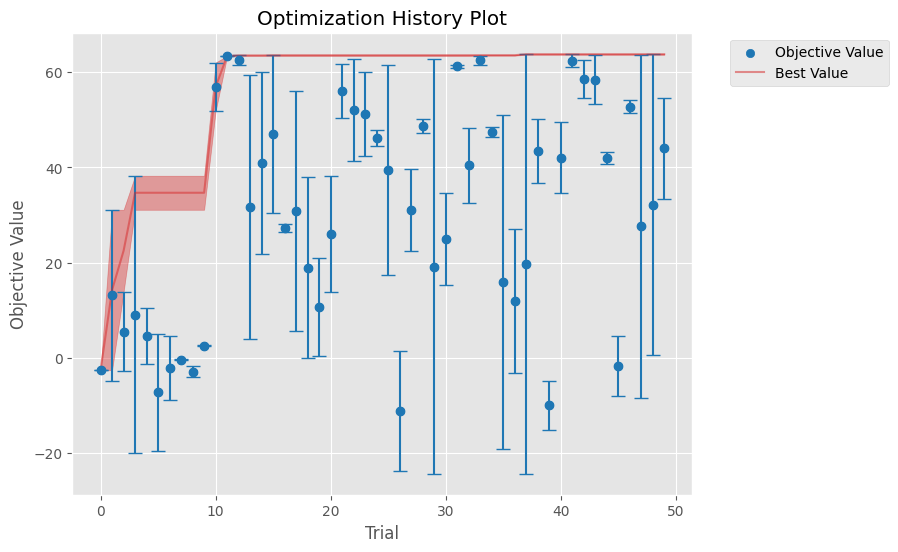 Optimization History Plot
Objective Value
Best Value
Objective Value
60
40
20
0
−20
0 10 20 30 40 50
Trial